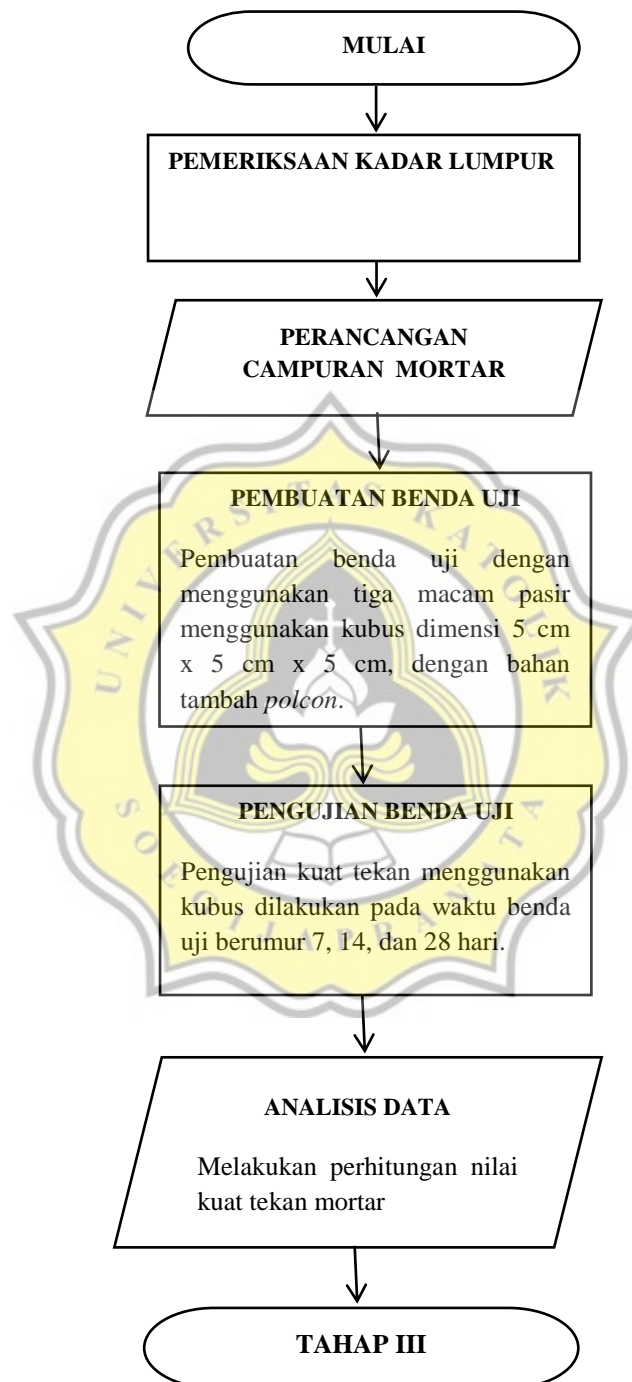 MULAI
PEMERIKSAAN KADAR LUMPUR
PERANCANGAN
CAMPURAN MORTAR
PEMBUATAN BENDA UJI
Pembuatan benda uji dengan
menggunakan tiga macam pasir
menggunakan kubus dimensi 5 cm
x 5 cm x 5 cm, dengan bahan
tambah polcon.
PENGUJIAN BENDA UJI
Pengujian kuat tekan menggunakan
kubus dilakukan pada waktu benda
uji berumur 7, 14, dan 28 hari.
ANALISIS DATA
Melakukan perhitungan nilai
kuat tekan mortar
TAHAP III
UNIVERSITAS KATOLIK
SOEGIJAPRANATA